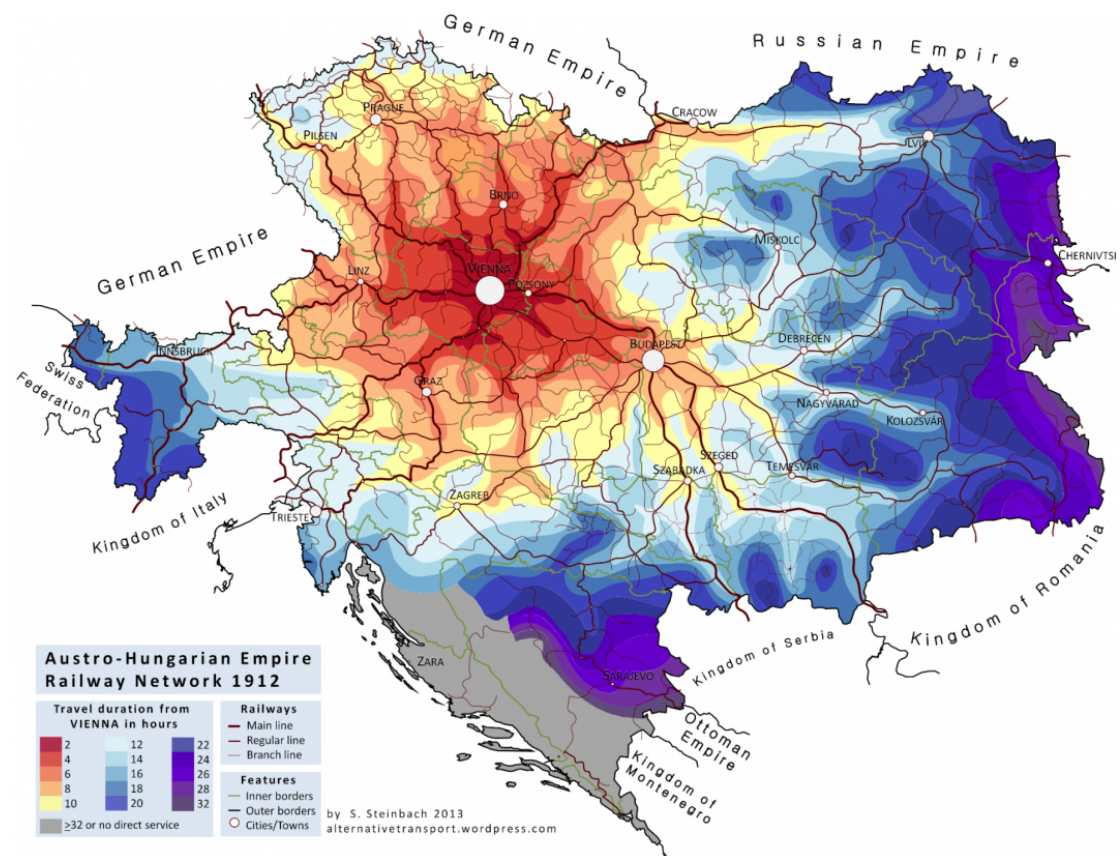 German Empire
Russian Empire
German Empire
Swiss
Federation
Kingdom of Italy
Kingdom of Serbia
Kingdom of Romania
Ottoman
Empire
Kingdom of
Montenegro
PRAGUE
PILSEN
CRACOW
LVIV
BRNO
MISKOLC
CHERNIVTSI
LINZ
VIENNA
POZSONY
INNSBRUCK
BUDAPEST
DEBRECEN
GRAZ
NAGYVÁRAD
KOLOZSVÁR
SZEGED
SZABADKA
TEMESVÁR
ZAGREB
TRIESTE
ZARA
SARAJEVO
Austro-Hungarian Empire
Railway Network 1912
Travel duration from
VIENNA in hours
2 12 22
4 14 24
6 16 26
8 18 28
10 20 32
≥32 or no direct service
Railways
Main line
Regular line
Branch line
Features
Inner borders
Outer borders
Cities/Towns
by S. Steinbach 2013
alternativetransport.wordpress.com